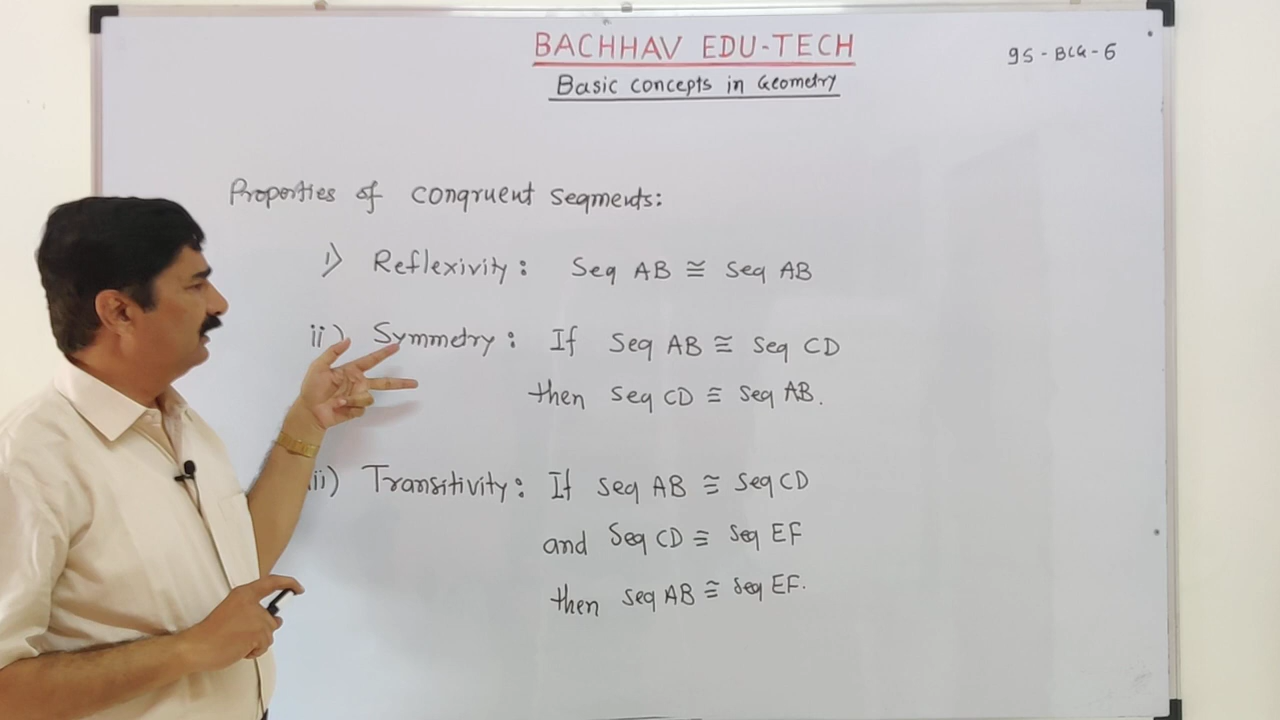 BACHHAV EDU-TECH
9S-BCG-6
Basic concepts in Geometry
Properties of congruent segments:
i) Reflexivity: Seg AB ≅ Seg AB
ii) Symmetry: If Seg AB ≅ Seg CD
then Seg CD ≅ Seg AB.
ii) Transitivity: If Seg AB ≅ Seg CD
and Seg CD ≅ Seg EF
then Seg AB ≅ Seg EF.